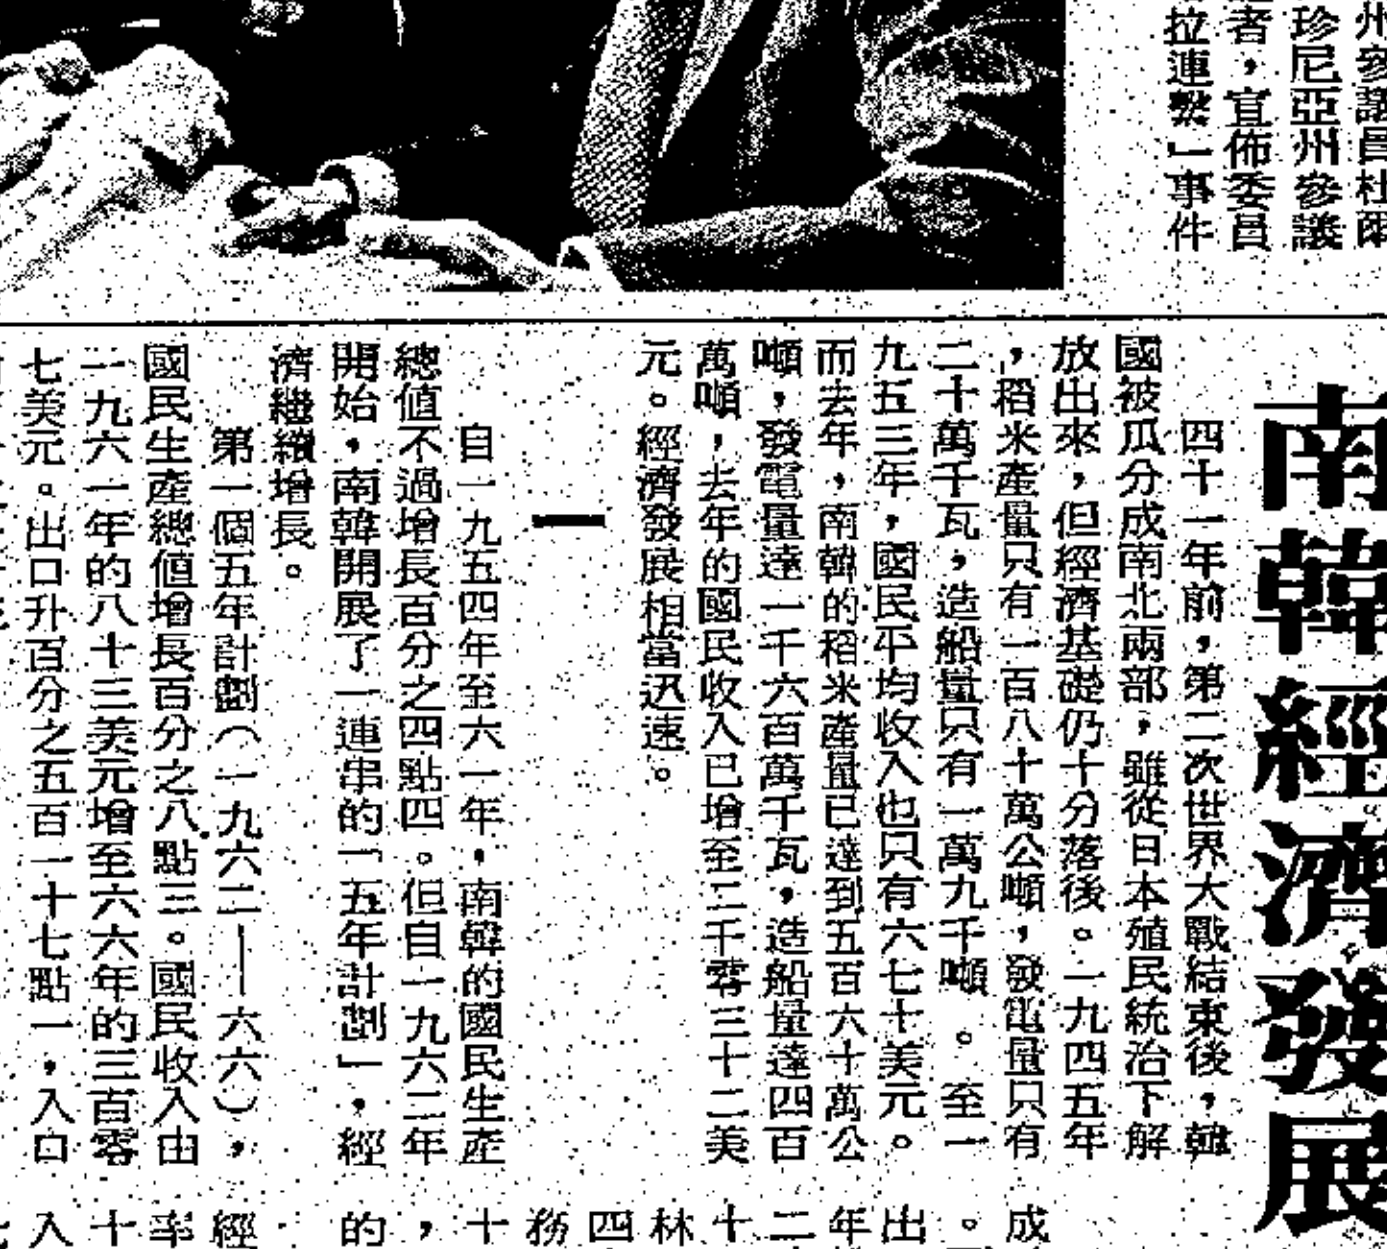 拉連繫」事件
者，宣佈委員
珍尼亞州參議
州參議員杜爾
南韓經濟發展
四十一年前，第二次世界大戰結束後，韓
國被瓜分成南北兩部，雖從日本殖民統治下解
放出來，但經濟基礎仍十分落後。一九四五年
，稻米產量只有一百八十萬公噸，發電量只有
二十萬千瓦，造船量只有一萬九千噸。至一
九五三年，國民平均收入也只有六七十美元。
而去年，南韓的稻米產量已達到五百六十萬公
噸，發電量達一千六百萬千瓦，造船量達四百
萬噸，去年的國民收入已增至二千零三十二美
元。經濟發展相當迅速。
一
自一九五四年至六一年，南韓的國民生產
總值不過增長百分之四點四。但自一九六二年
開始，南韓開展了一連串的「五年計劃」，經
濟繼續增長。
第一個五年計劃（一九六二——六六），
國民生產總值增長百分之八點三。國民收入由
一九六一年的八十三美元增至六六年的三百零
七美元。出口升百分之五百一十七點一，入口
成
。
出
年
二
十
林
四
務
十
，
的
經
率
十
入